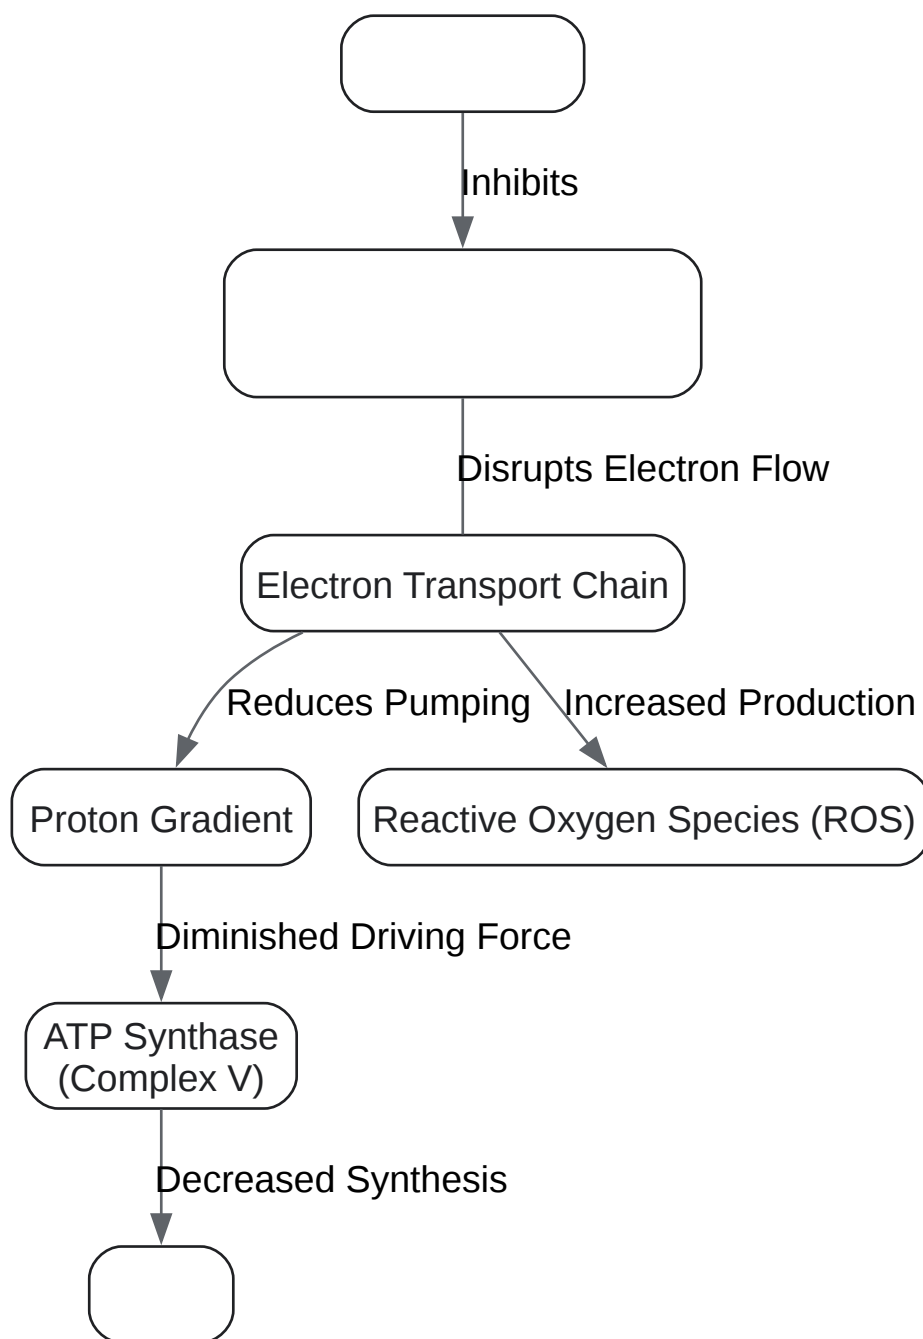 Inhibits
Disrupts Electron Flow
Electron Transport Chain
Reduces Pumping
Increased Production
Proton Gradient
Reactive Oxygen Species (ROS)
Diminished Driving Force
ATP Synthase
(Complex V)
Decreased Synthesis